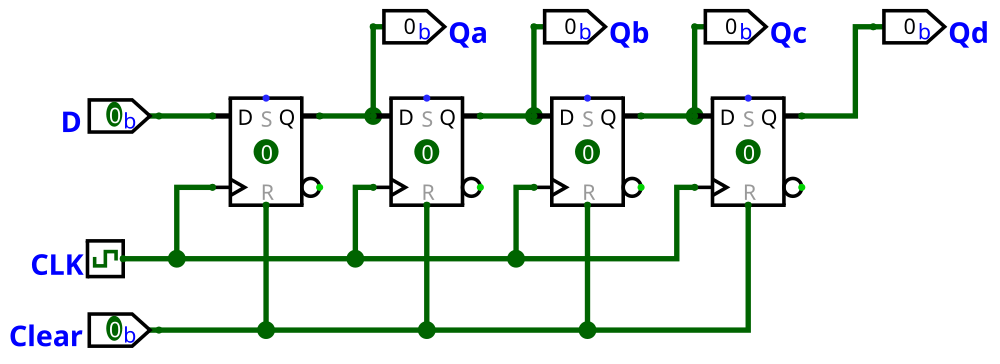 0b Qa 0b Qb 0b Qc 0b Qd
D 0b D S Q D S Q D S Q D S Q
0 0 0 0
R R R R
CLK
Clear 0b